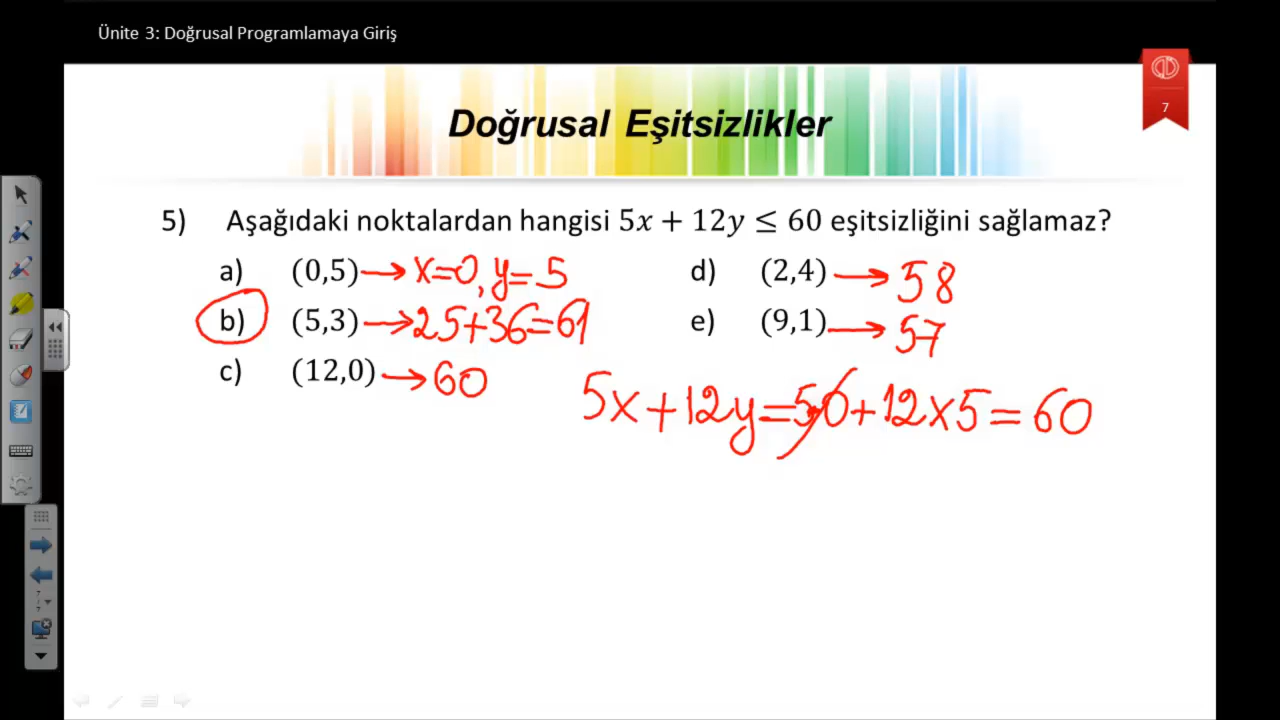 Ünite 3: Doğrusal Programlamaya Giriş
7
Doğrusal Eşitsizlikler
5) Aşağıdaki noktalardan hangisi 5x + 12y ≤ 60 eşitsizliğini sağlamaz?
a) (0,5) → x=0, y=5
b) (5,3) → 25+36=61
c) (12,0) → 60
d) (2,4) → 58
e) (9,1) → 57
5x+12y=5.0+12x5=60